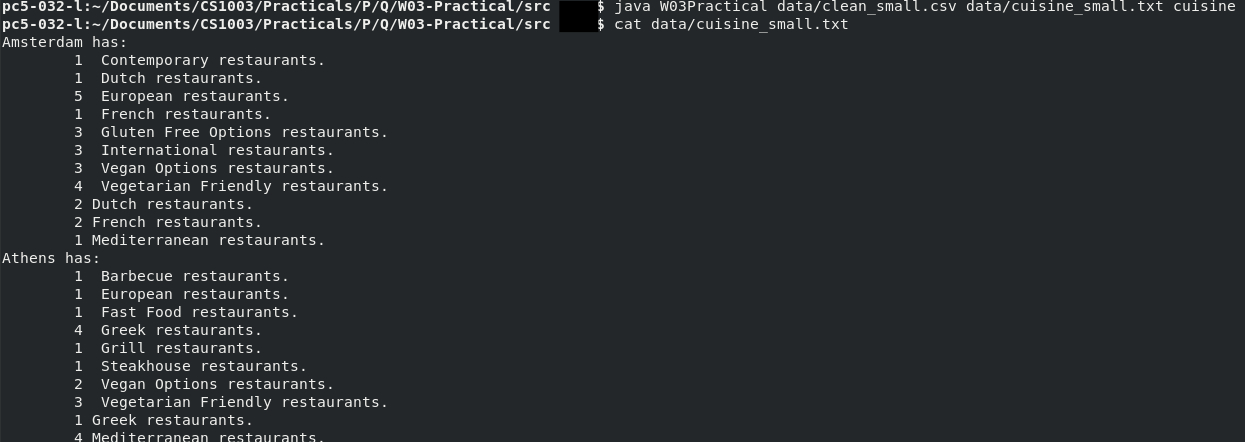 pc5-032-l:~/Documents/CS1003/Practicals/P/Q/W03-Practical/src $ java W03Practical data/clean_small.csv data/cuisine_small.txt cuisine
pc5-032-l:~/Documents/CS1003/Practicals/P/Q/W03-Practical/src $ cat data/cuisine_small.txt
Amsterdam has:
        1  Contemporary restaurants.
        1  Dutch restaurants.
        5  European restaurants.
        1  French restaurants.
        3  Gluten Free Options restaurants.
        3  International restaurants.
        3  Vegan Options restaurants.
        4  Vegetarian Friendly restaurants.
        2 Dutch restaurants.
        2 French restaurants.
        1 Mediterranean restaurants.
Athens has:
        1  Barbecue restaurants.
        1  European restaurants.
        1  Fast Food restaurants.
        4  Greek restaurants.
        1  Grill restaurants.
        1  Steakhouse restaurants.
        2  Vegan Options restaurants.
        3  Vegetarian Friendly restaurants.
        1 Greek restaurants.
        4 Mediterranean restaurants.